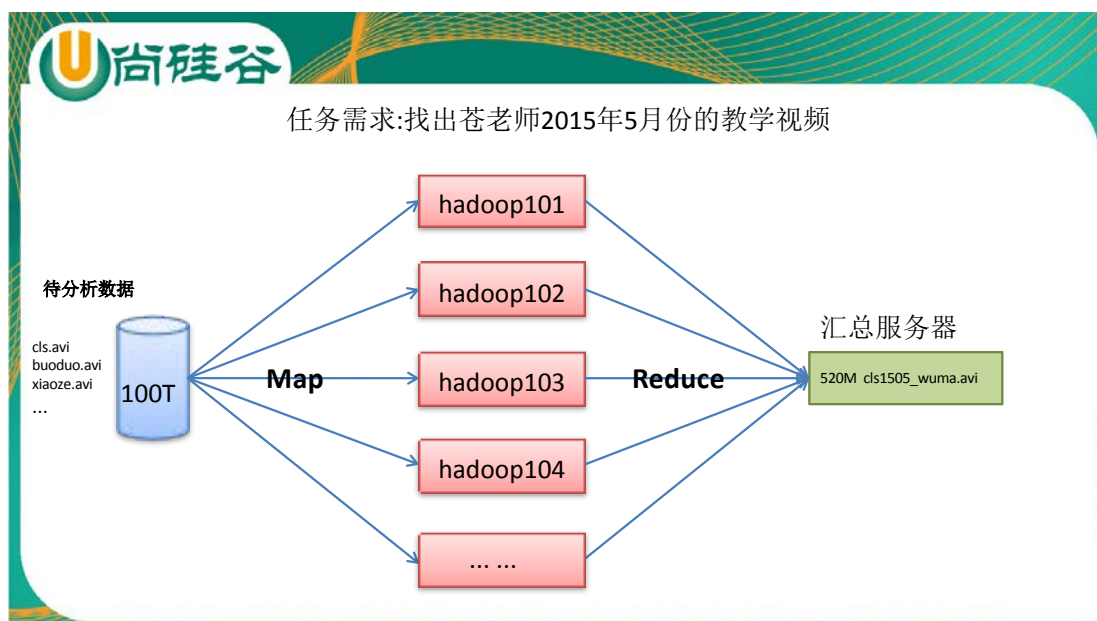 U尚硅谷
任务需求:找出苍老师2015年5月份的教学视频
hadoop101
hadoop102
hadoop103
hadoop104
... ...
待分析数据
cls.avi
buoduo.avi
xiaoze.avi
...
100T
Map
Reduce
汇总服务器
520M cls1505_wuma.avi